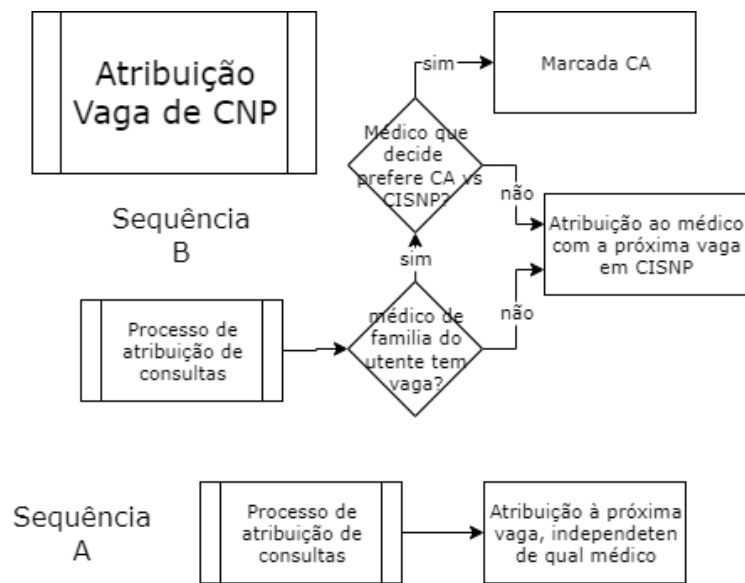 Atribuição
Vaga de CNP
sim
Marcada CA
Médico que
decide
prefere CA vs
CISNP?
não
Sequência
B
Atribuição ao médico
com a próxima vaga
em CISNP
sim
Processo de
atribuição de
consultas
médico de
familia do
utente tem
vaga?
não
Sequência
A
Processo de
atribuição de
consultas
Atribuição à próxima
vaga, independeten
de qual médico